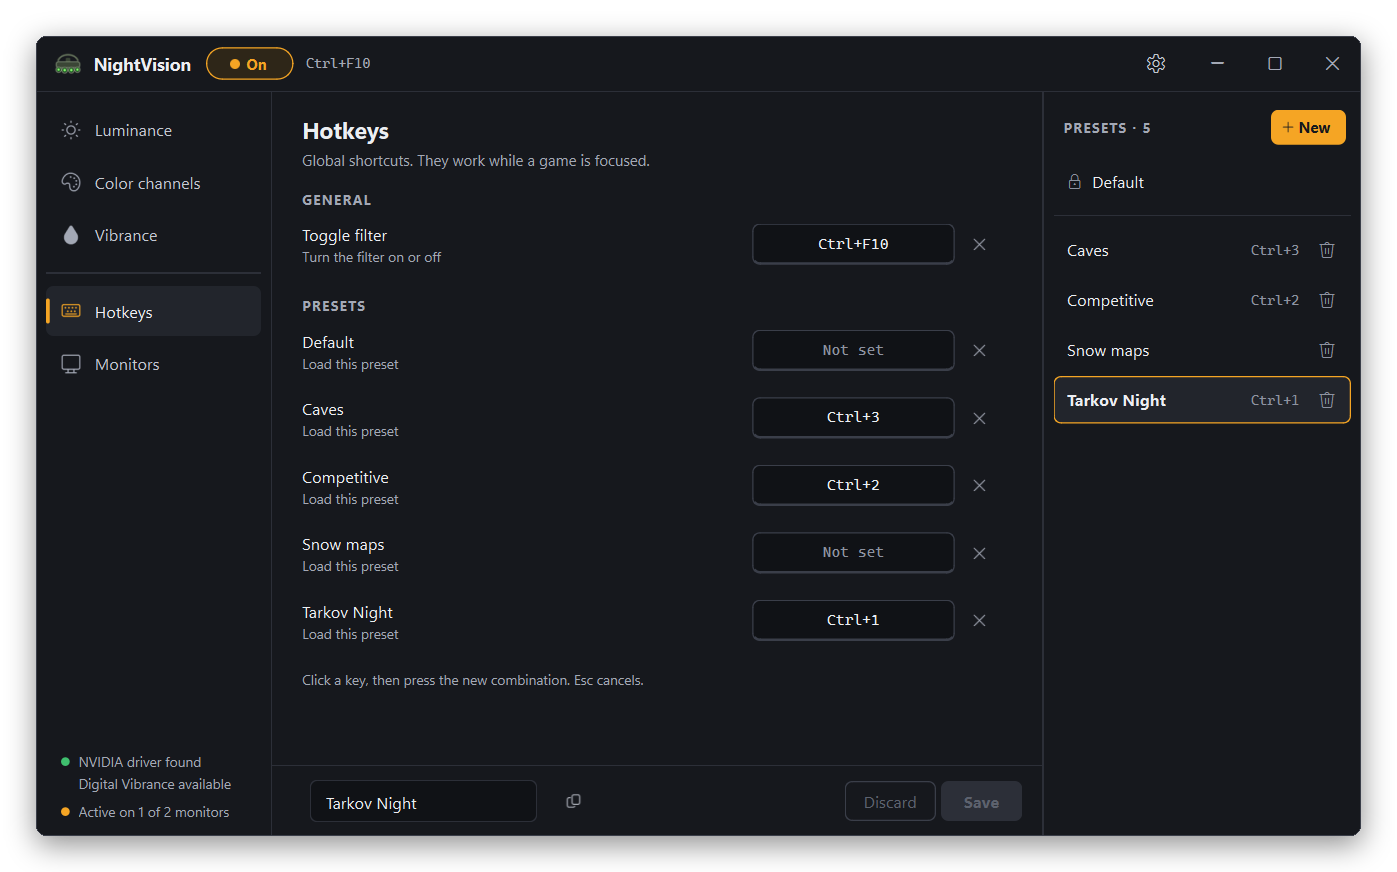 NightVision
On
Ctrl+F10
Luminance
Color channels
Vibrance
Hotkeys
Monitors
NVIDIA driver found
Digital Vibrance available
Active on 1 of 2 monitors
Hotkeys
Global shortcuts. They work while a game is focused.
GENERAL
Toggle filter
Turn the filter on or off
Ctrl+F10
PRESETS
Default
Load this preset
Not set
Caves
Load this preset
Ctrl+3
Competitive
Load this preset
Ctrl+2
Snow maps
Load this preset
Not set
Tarkov Night
Load this preset
Ctrl+1
Click a key, then press the new combination. Esc cancels.
Tarkov Night
Discard
Save
PRESETS · 5
+ New
Default
Caves Ctrl+3
Competitive Ctrl+2
Snow maps
Tarkov Night Ctrl+1